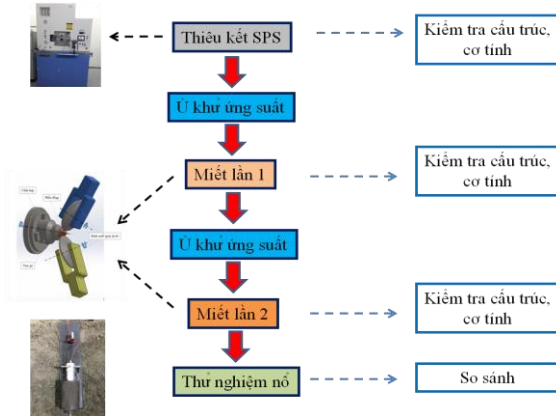 Thiêu kết SPS
Kiểm tra cấu trúc,
cơ tính
Ủ khử ứng suất
Miết lần 1
Kiểm tra cấu trúc,
cơ tính
Ủ khử ứng suất
Miết lần 2
Kiểm tra cấu trúc,
cơ tính
Thử nghiệm nổ
So sánh